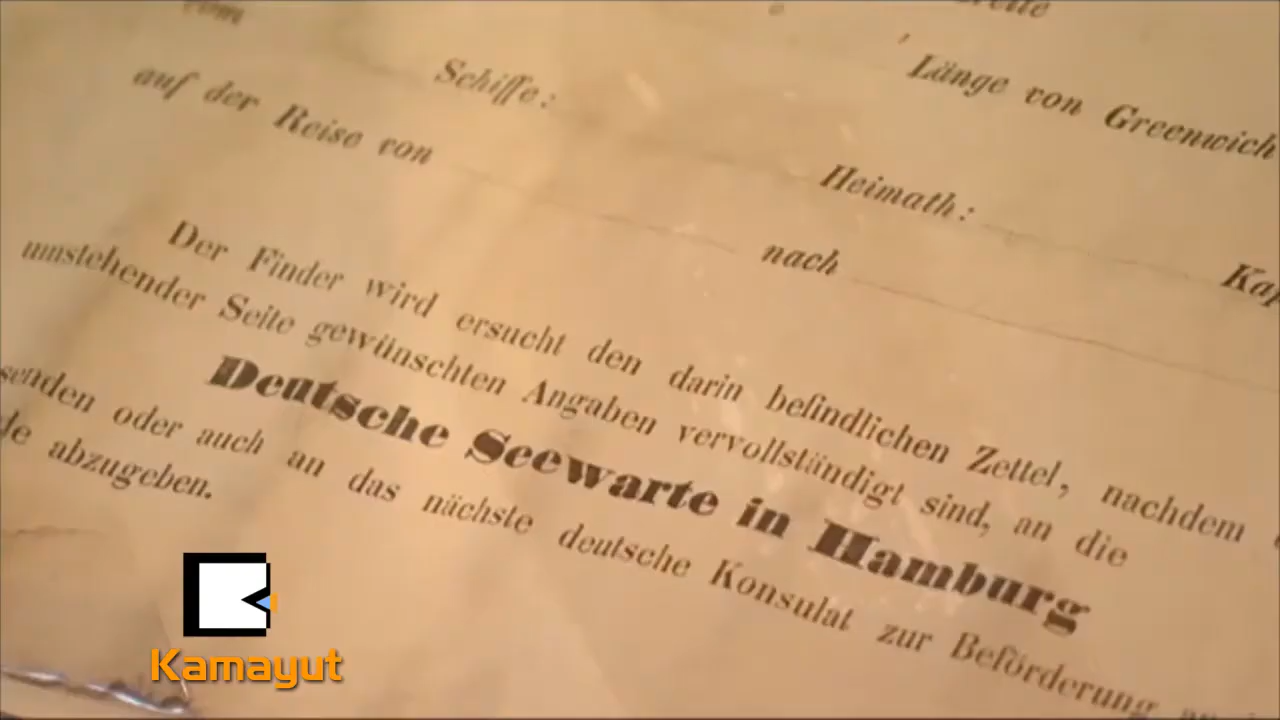 vom
Schiffe:
Länge von Greenwich
auf der Reise von
Heimath:
nach
Der Finder wird ersucht den darin befindlichen Zettel, nachdem
umstehender Seite gewünschten Angaben vervollständigt sind, an die
Deutsche Seewarte in Hamburg
senden oder auch an das nächste deutsche Konsulat zur Beförderung
abzugeben.
Kamayut